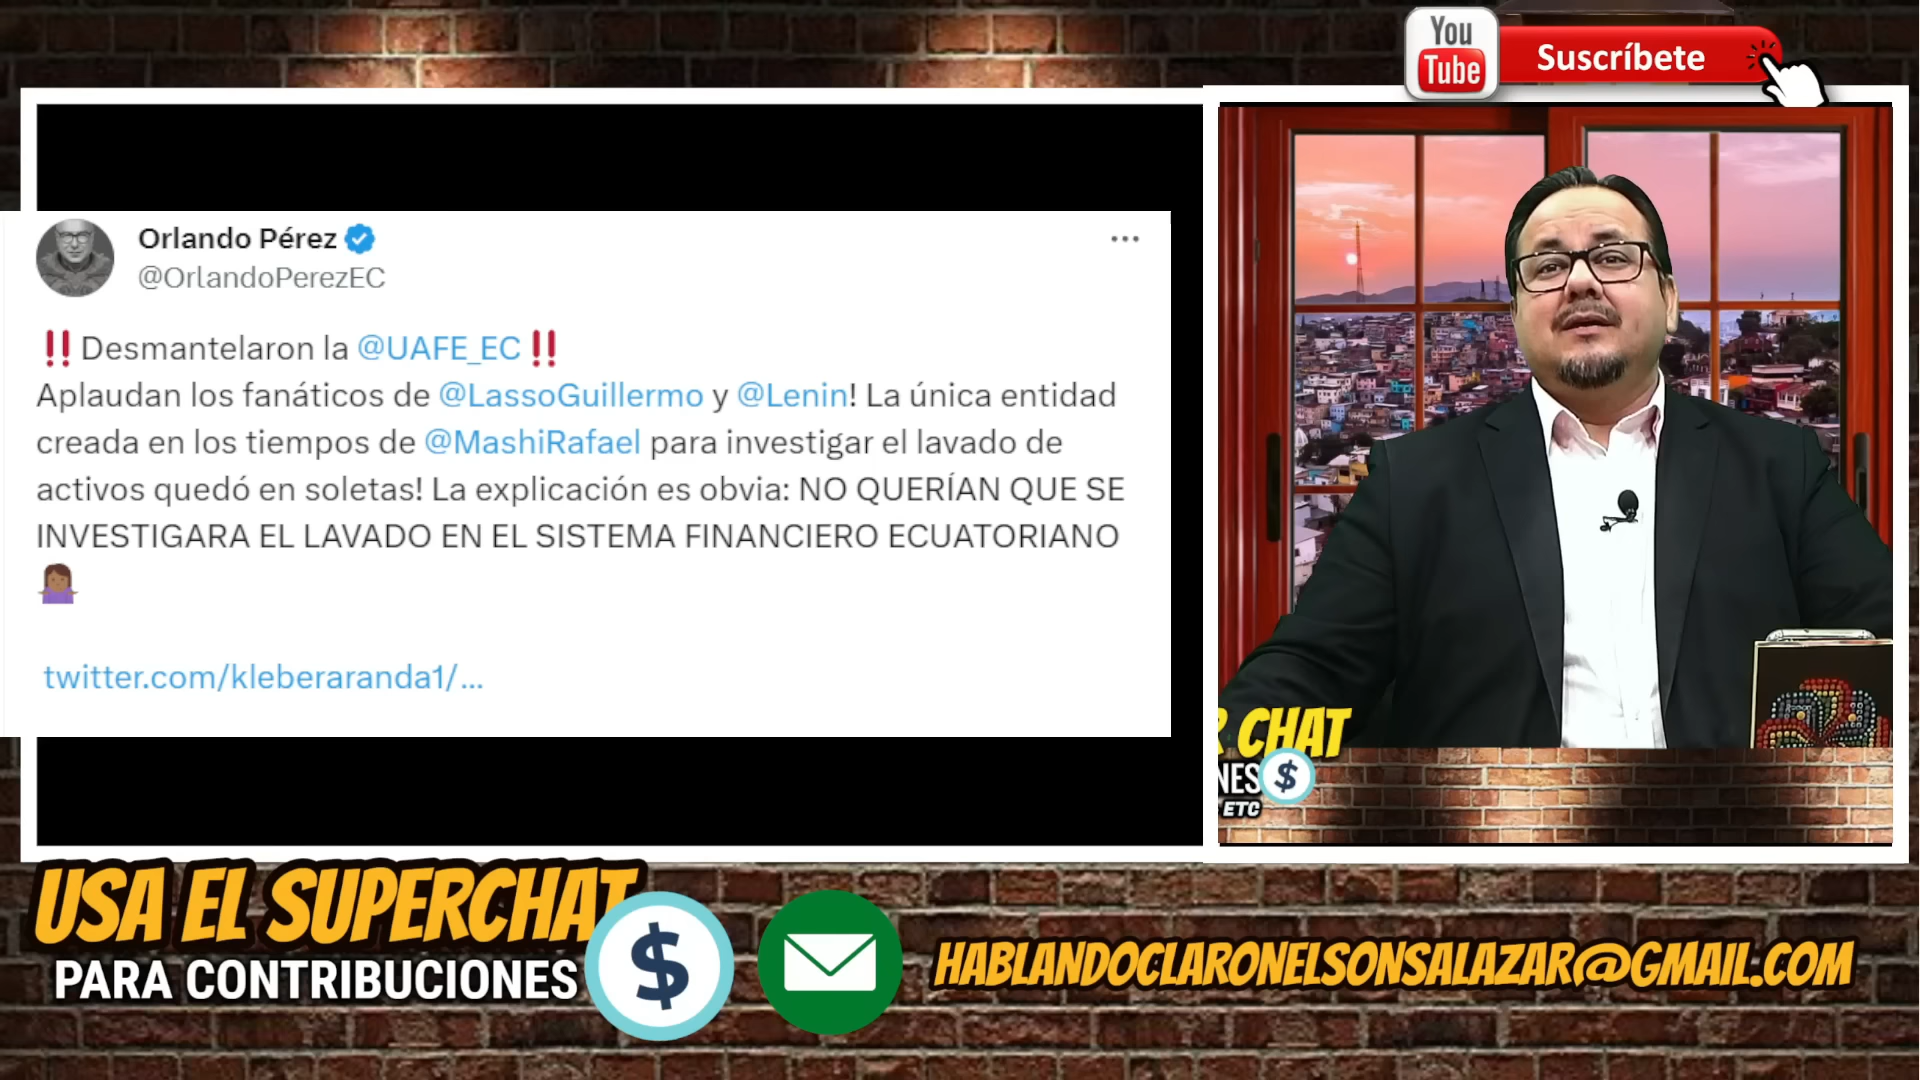 You
Tube
Suscríbete
Orlando Pérez
@OrlandoPerezEC
‼️Desmantelaron la @UAFE_EC‼️
Aplaudan los fanáticos de @LassoGuillermo y @Lenin! La única entidad
creada en los tiempos de @MashiRafael para investigar el lavado de
activos quedó en soletas! La explicación es obvia: NO QUERÍAN QUE SE
INVESTIGARA EL LAVADO EN EL SISTEMA FINANCIERO ECUATORIANO
twitter.com/kleberaranda1/...
R CHAT
NES $
ETC
USA EL SUPERCHAT
PARA CONTRIBUCIONES
$
HABLANDOCLARONELSONSALAZAR@GMAIL.COM